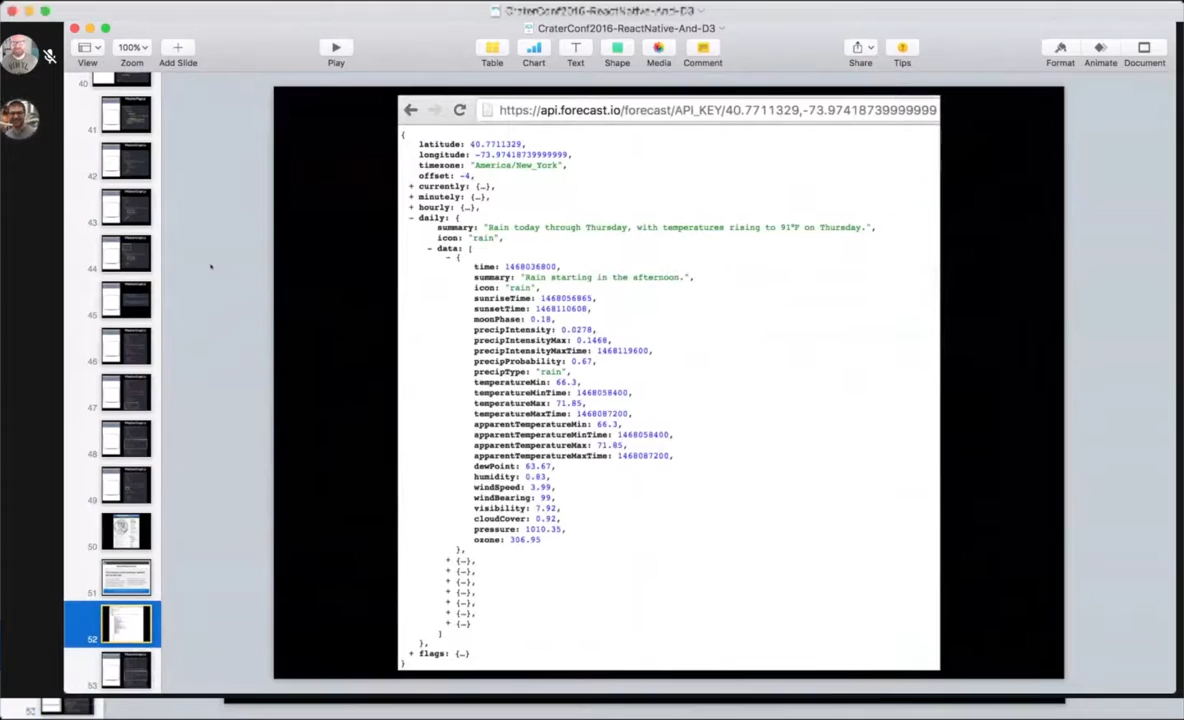 CraterConf2016-ReactNative-And-D3
CraterConf2016-ReactNative-And-D3
100%
View
Zoom
Add Slide
Play
Table
Chart
Text
Shape
Media
Comment
Share
Tips
Format
Animate
Document
40
41
42
43
44
45
46
47
48
49
50
51
52
53
https://api.forecast.io/forecast/API_KEY/40.7711329,-73.97418739999999
{
latitude: 40.7711329,
longitude: -73.97418739999999,
timezone: "America/New_York",
offset: -4,
+ currently: {…},
+ minutely: {…},
+ hourly: {…},
- daily: {
summary: "Rain today through Thursday, with temperatures rising to 91°F on Thursday.",
icon: "rain",
- data: [
- {
time: 1468036800,
summary: "Rain starting in the afternoon.",
icon: "rain",
sunriseTime: 1468056865,
sunsetTime: 1468110608,
moonPhase: 0.18,
precipIntensity: 0.0278,
precipIntensityMax: 0.1468,
precipIntensityMaxTime: 1468119600,
precipProbability: 0.67,
precipType: "rain",
temperatureMin: 66.3,
temperatureMinTime: 1468058400,
temperatureMax: 71.85,
temperatureMaxTime: 1468087200,
apparentTemperatureMin: 66.3,
apparentTemperatureMinTime: 1468058400,
apparentTemperatureMax: 71.85,
apparentTemperatureMaxTime: 1468087200,
dewPoint: 63.67,
humidity: 0.83,
windSpeed: 3.99,
windBearing: 99,
visibility: 7.92,
cloudCover: 0.92,
pressure: 1010.35,
ozone: 306.95
},
+ {…},
+ {…},
+ {…},
+ {…},
+ {…},
+ {…},
+ {…}
]
},
+ flags: {…}
}